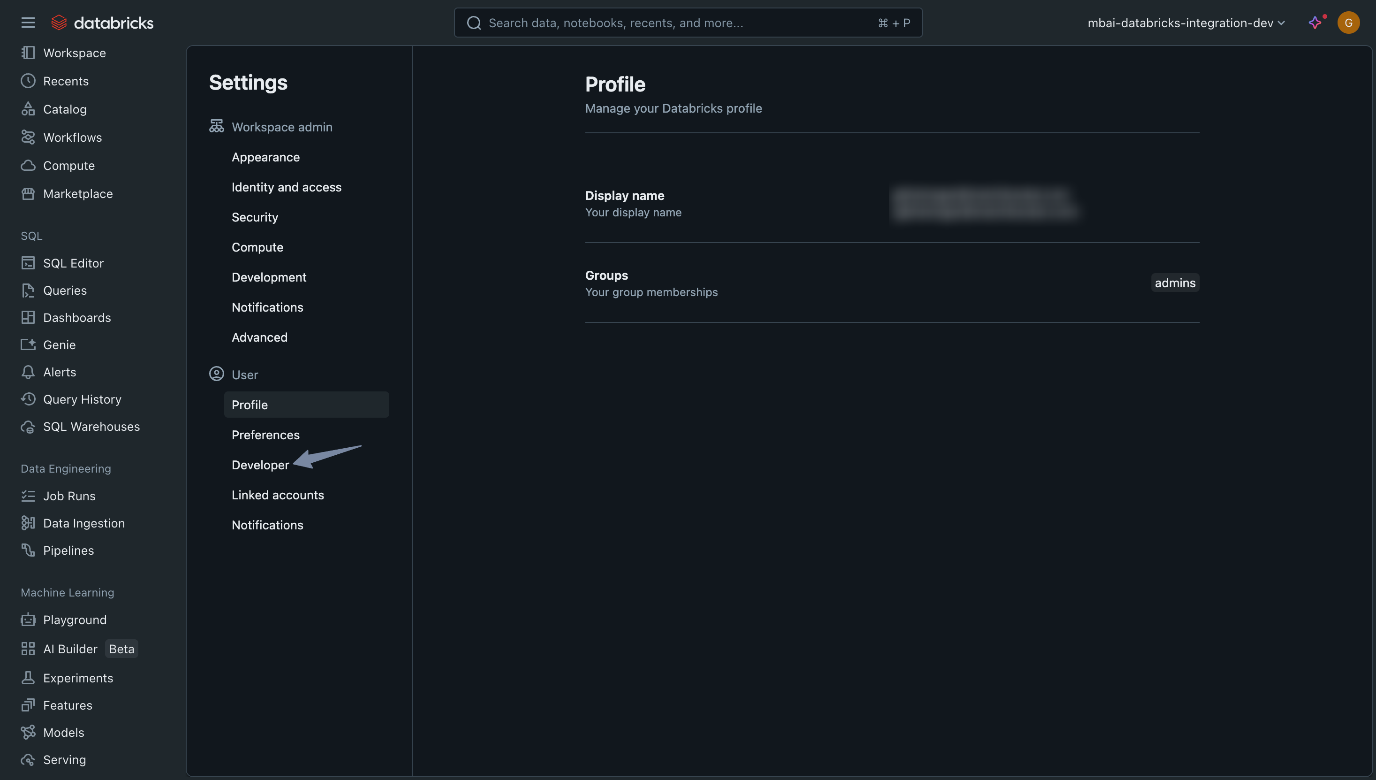 databricks
Search data, notebooks, recents, and more...
⌘ + P
mbai-databricks-integration-dev
G
Workspace
Recents
Catalog
Workflows
Compute
Marketplace
SQL
SQL Editor
Queries
Dashboards
Genie
Alerts
Query History
SQL Warehouses
Data Engineering
Job Runs
Data Ingestion
Pipelines
Machine Learning
Playground
AI Builder Beta
Experiments
Features
Models
Serving
Settings
Workspace admin
Appearance
Identity and access
Security
Compute
Development
Notifications
Advanced
User
Profile
Preferences
Developer
Linked accounts
Notifications
Profile
Manage your Databricks profile
Display name
Your display name
Groups
Your group memberships
admins